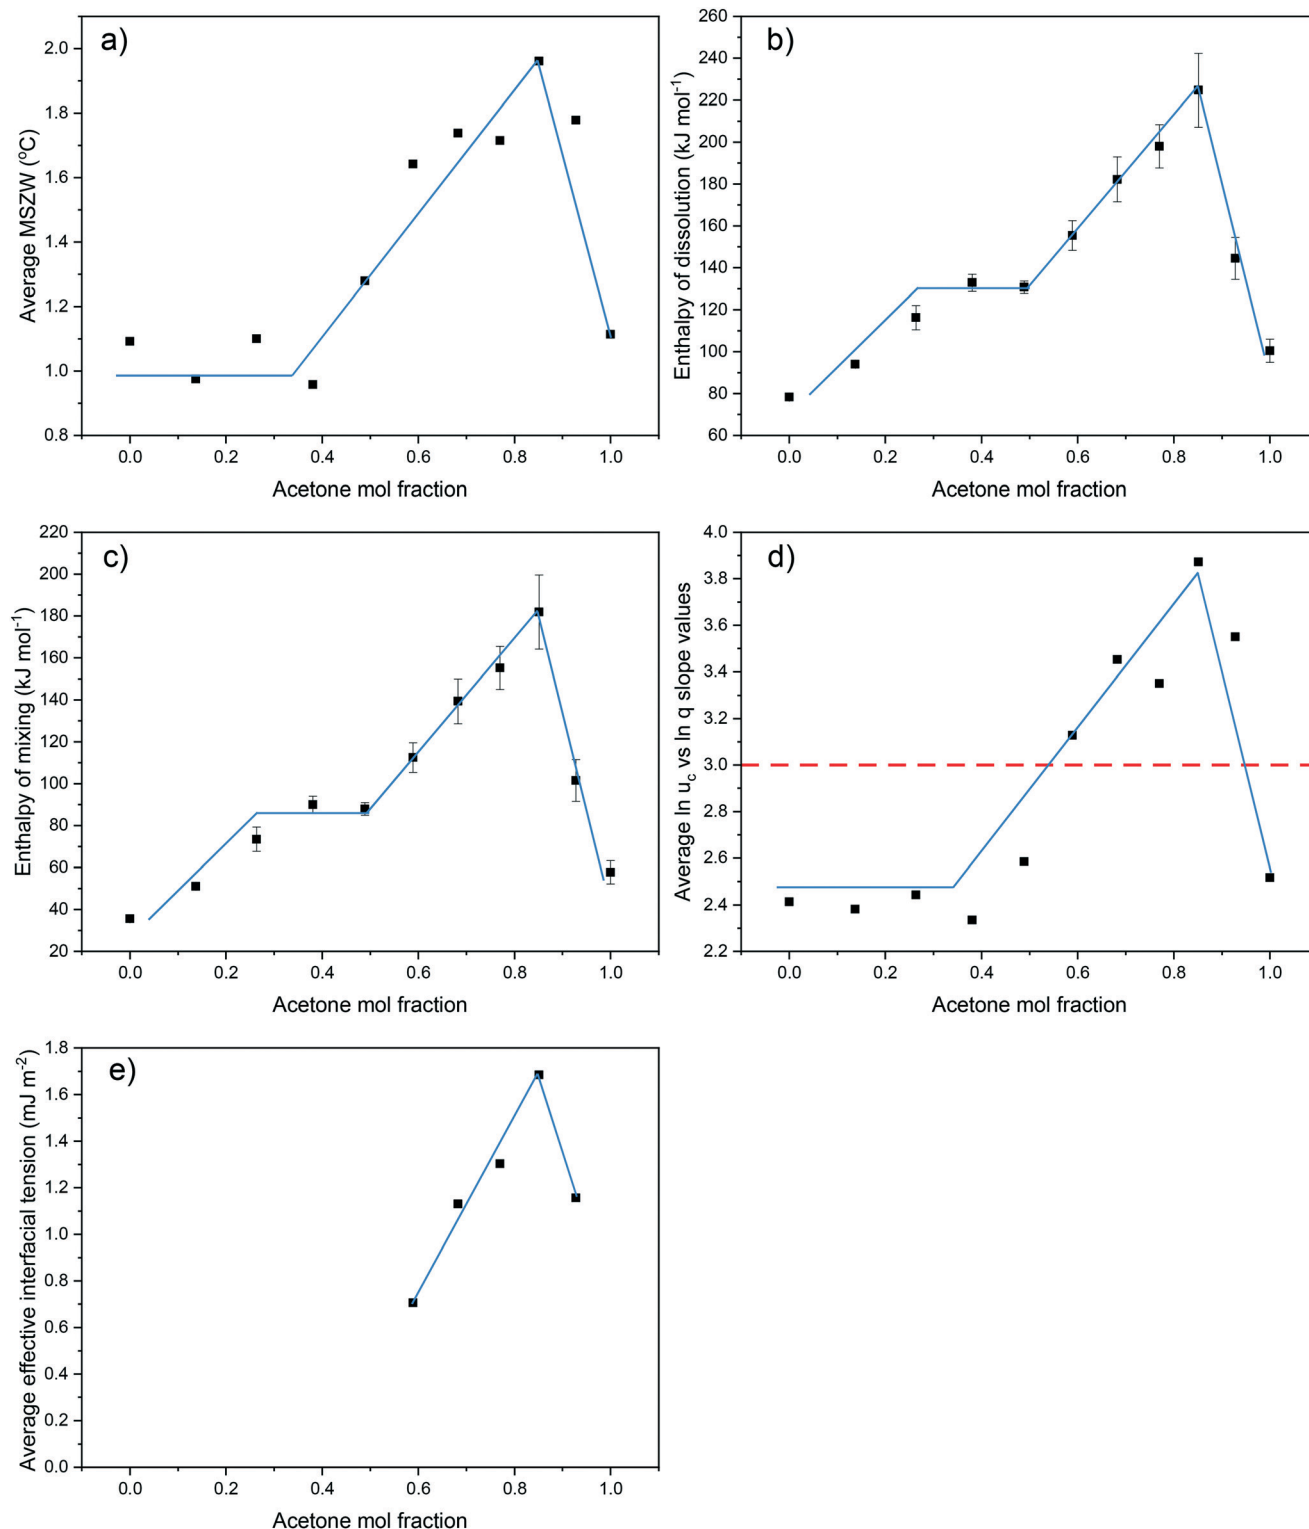 a)
Average MSZW (°C)
2.0
1.8
1.6
1.4
1.2
1.0
0.8
0.0 0.2 0.4 0.6 0.8 1.0
Acetone mol fraction
b)
Enthalpy of dissolution (kJ mol⁻¹)
260
240
220
200
180
160
140
120
100
80
60
0.0 0.2 0.4 0.6 0.8 1.0
Acetone mol fraction
c)
Enthalpy of mixing (kJ mol⁻¹)
220
200
180
160
140
120
100
80
60
40
20
0.0 0.2 0.4 0.6 0.8 1.0
Acetone mol fraction
d)
Average ln u_c vs ln q slope values
4.0
3.8
3.6
3.4
3.2
3.0
2.8
2.6
2.4
2.2
0.0 0.2 0.4 0.6 0.8 1.0
Acetone mol fraction
e)
Average effective interfacial tension (mJ m⁻²)
1.8
1.6
1.4
1.2
1.0
0.8
0.6
0.4
0.2
0.0
0.0 0.2 0.4 0.6 0.8 1.0
Acetone mol fraction